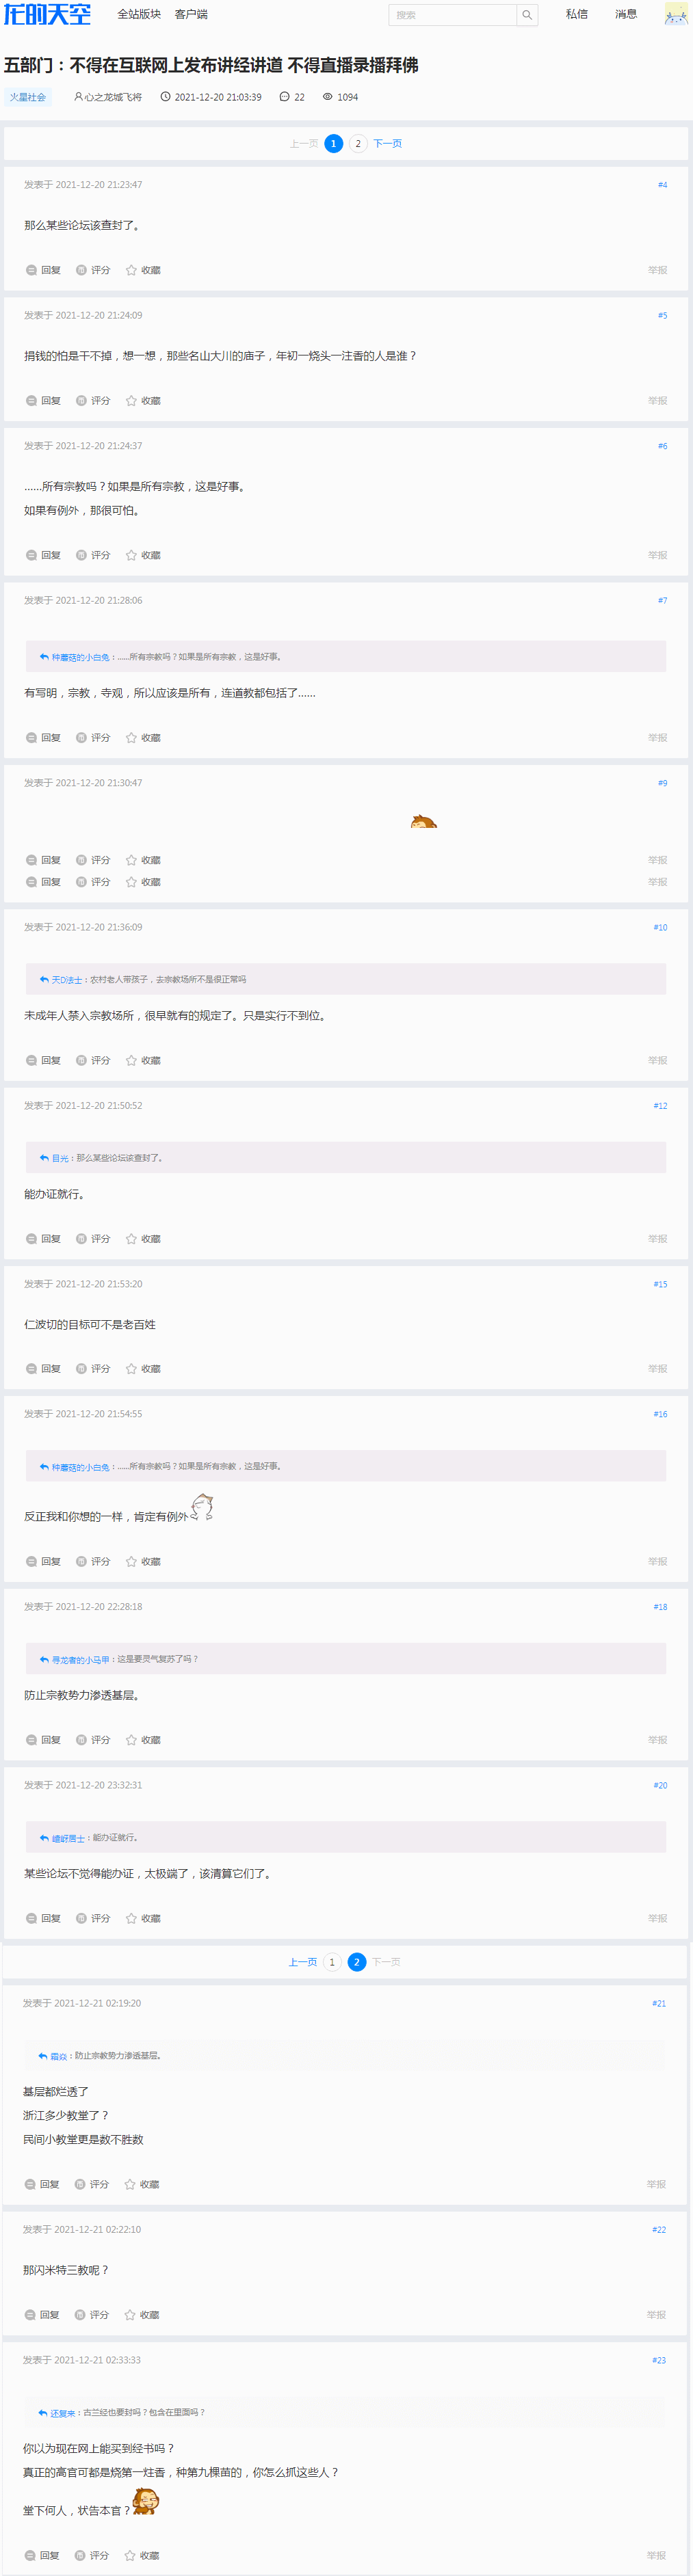 龙的天空
全站版块 客户端
搜索
私信 消息
五部门：不得在互联网上发布讲经讲道 不得直播录播拜佛
火星社会 心之龙城飞将 2021-12-20 21:03:39 22 1094
上一页 1 2 下一页
发表于 2021-12-20 21:23:47 #4
那么某些论坛该查封了。
回复 评分 收藏 举报
发表于 2021-12-20 21:24:09 #5
捐钱的怕是干不掉，想一想，那些名山大川的庙子，年初一烧头一注香的人是谁？
回复 评分 收藏 举报
发表于 2021-12-20 21:24:37 #6
……所有宗教吗？如果是所有宗教，这是好事。
如果有例外，那很可怕。
回复 评分 收藏 举报
发表于 2021-12-20 21:28:06 #7
种蘑菇的小白兔：……所有宗教吗？如果是所有宗教，这是好事。
有写明，宗教，寺观，所以应该是所有，连道教都包括了……
回复 评分 收藏 举报
发表于 2021-12-20 21:30:47 #9
回复 评分 收藏 举报
回复 评分 收藏 举报
发表于 2021-12-20 21:36:09 #10
天D法士：农村老人带孩子，去宗教场所不是很正常吗
未成年人禁入宗教场所，很早就有的规定了。只是实行不到位。
回复 评分 收藏 举报
发表于 2021-12-20 21:50:52 #12
目光：那么某些论坛该查封了。
能办证就行。
回复 评分 收藏 举报
发表于 2021-12-20 21:53:20 #15
仁波切的目标可不是老百姓
回复 评分 收藏 举报
发表于 2021-12-20 21:54:55 #16
种蘑菇的小白兔：……所有宗教吗？如果是所有宗教，这是好事。
反正我和你想的一样，肯定有例外
回复 评分 收藏 举报
发表于 2021-12-20 22:28:18 #18
寻龙者的小马甲：这是要灵气复苏了吗？
防止宗教势力渗透基层。
回复 评分 收藏 举报
发表于 2021-12-20 23:32:31 #20
居士：能办证就行。
某些论坛不觉得能办证，太极端了，该清算它们了。
回复 评分 收藏 举报
上一页 1 2 下一页
发表于 2021-12-21 02:19:20 #21
霜焱：防止宗教势力渗透基层。
基层都烂透了
浙江多少教堂了？
民间小教堂更是数不胜数
回复 评分 收藏 举报
发表于 2021-12-21 02:22:10 #22
那闪米特三教呢？
回复 评分 收藏 举报
发表于 2021-12-21 02:33:33 #23
还复来：古兰经也要封吗？包含在里面吗？
你以为现在网上能买到经书吗？
真正的高官可都是烧第一炷香，种第九棵苗的，你怎么抓这些人？
堂下何人，状告本官？
回复 评分 收藏 举报